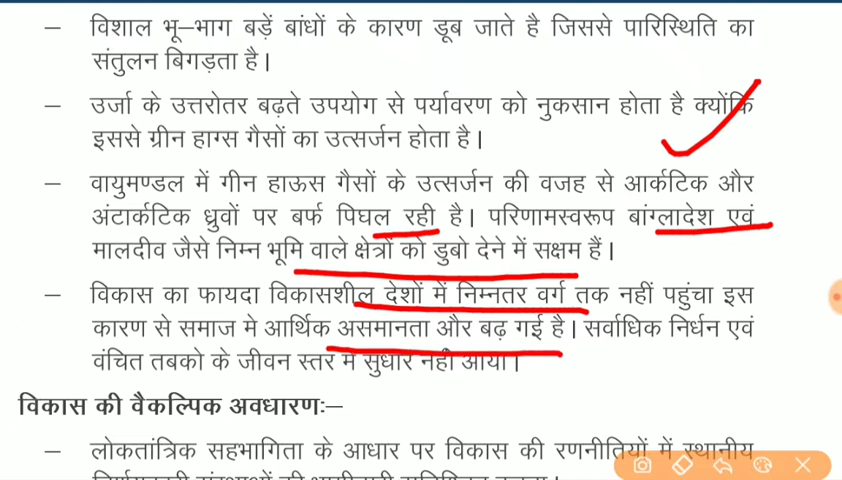 – विशाल भू–भाग बड़ें बांधों के कारण डूब जाते है जिससे पारिस्थिति का
संतुलन बिगड़ता है।
– उर्जा के उत्तरोतर बढ़ते उपयोग से पर्यावरण को नुकसान होता है क्योंकि
इससे ग्रीन हाग्स गैसों का उत्सर्जन होता है।
– वायुमण्डल में गीन हाऊस गैसों के उत्सर्जन की वजह से आर्कटिक और
अंटार्कटिक ध्रुवों पर बर्फ पिघल रही है। परिणामस्वरूप बांग्लादेश एवं
मालदीव जैसे निम्न भूमि वाले क्षेत्रों को डुबो देने में सक्षम हैं।
– विकास का फायदा विकासशील देशों में निम्नतर वर्ग तक नहीं पहुंचा इस
कारण से समाज मे आर्थिक असमानता और बढ़ गई है। सर्वाधिक निर्धन एवं
वंचित तबको के जीवन स्तर में सुधार नहीं आया।
विकास की वैकल्पिक अवधारणः–
– लोकतांत्रिक सहभागिता के आधार पर विकास की रणनीतियों में स्थानीय